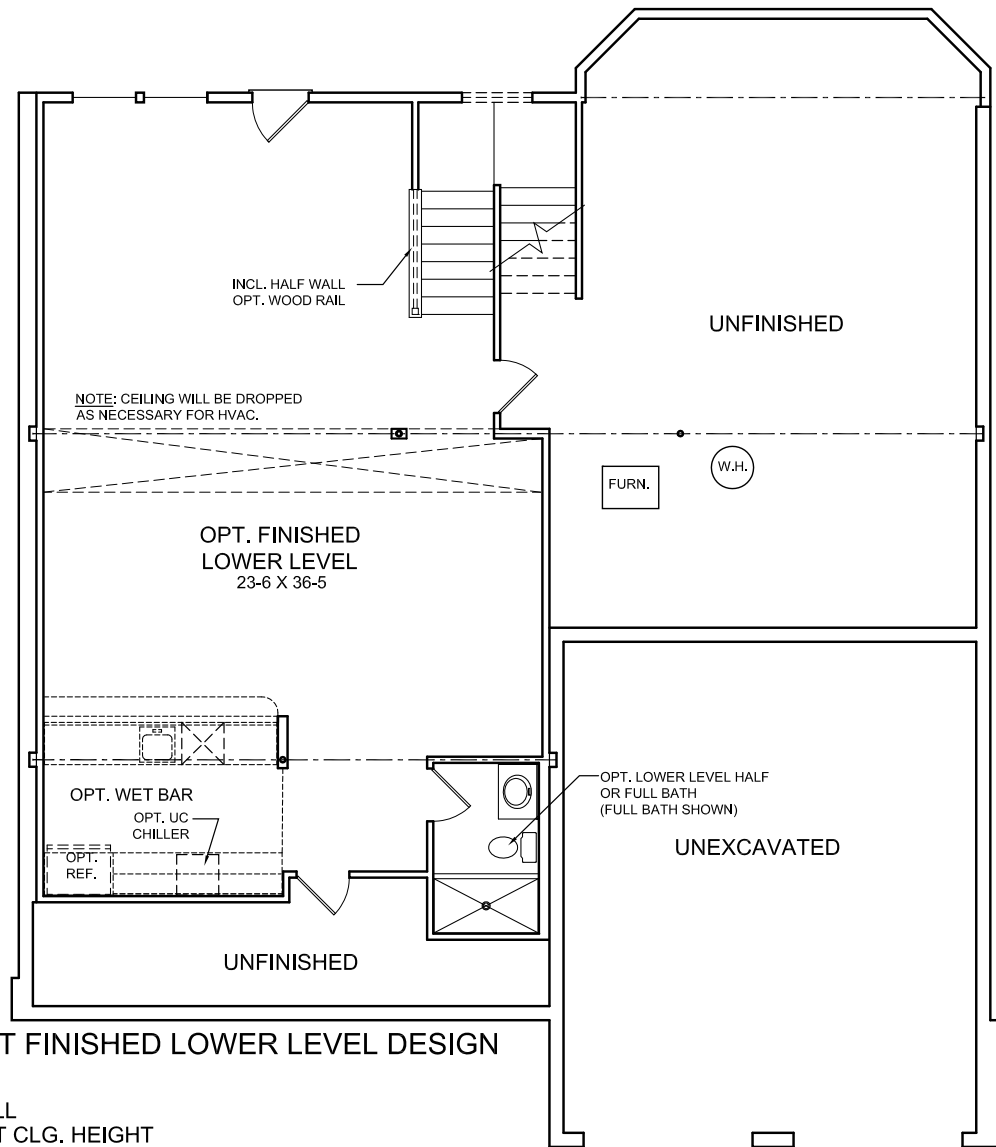 INCL. HALF WALL
OPT. WOOD RAIL
UNFINISHED
NOTE: CEILING WILL BE DROPPED
AS NECESSARY FOR HVAC.
W.H.
FURN.
OPT. FINISHED
LOWER LEVEL
23-6 X 36-5
OPT. WET BAR
OPT. UC
CHILLER
OPT.
REF.
OPT. LOWER LEVEL HALF
OR FULL BATH
(FULL BATH SHOWN)
UNEXCAVATED
UNFINISHED
T FINISHED LOWER LEVEL DESIGN
LL
T CLG. HEIGHT